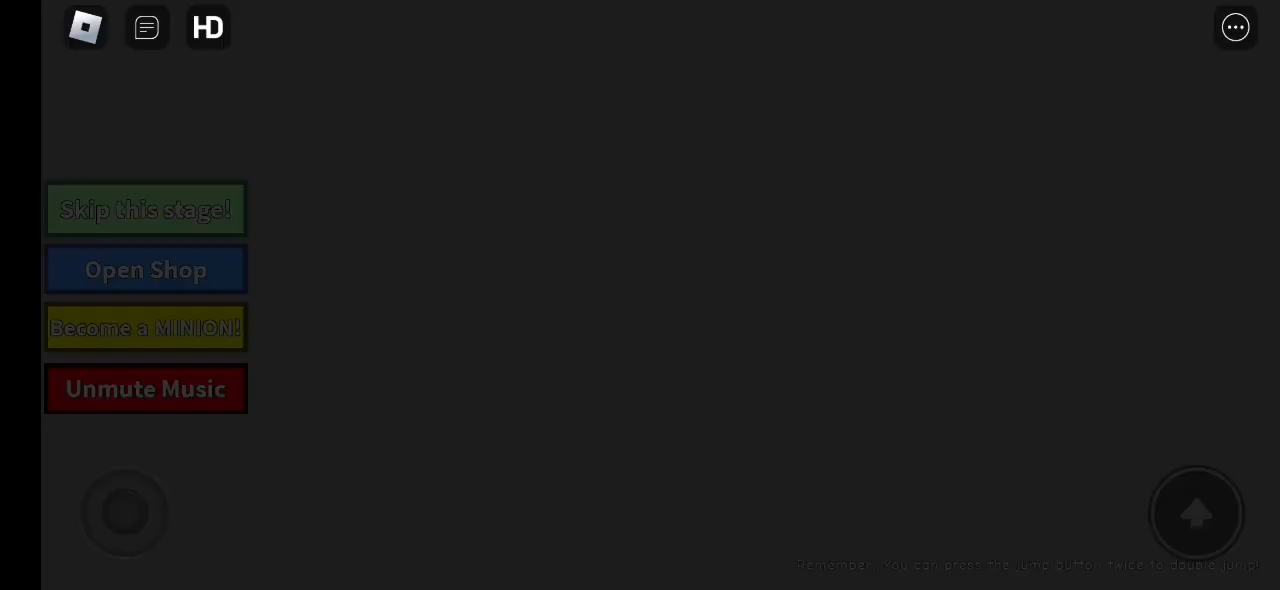 HD
Skip this stage!
Open Shop
Become a MINION!
Unmute Music
Remember: You can press the jump button twice to double jump!